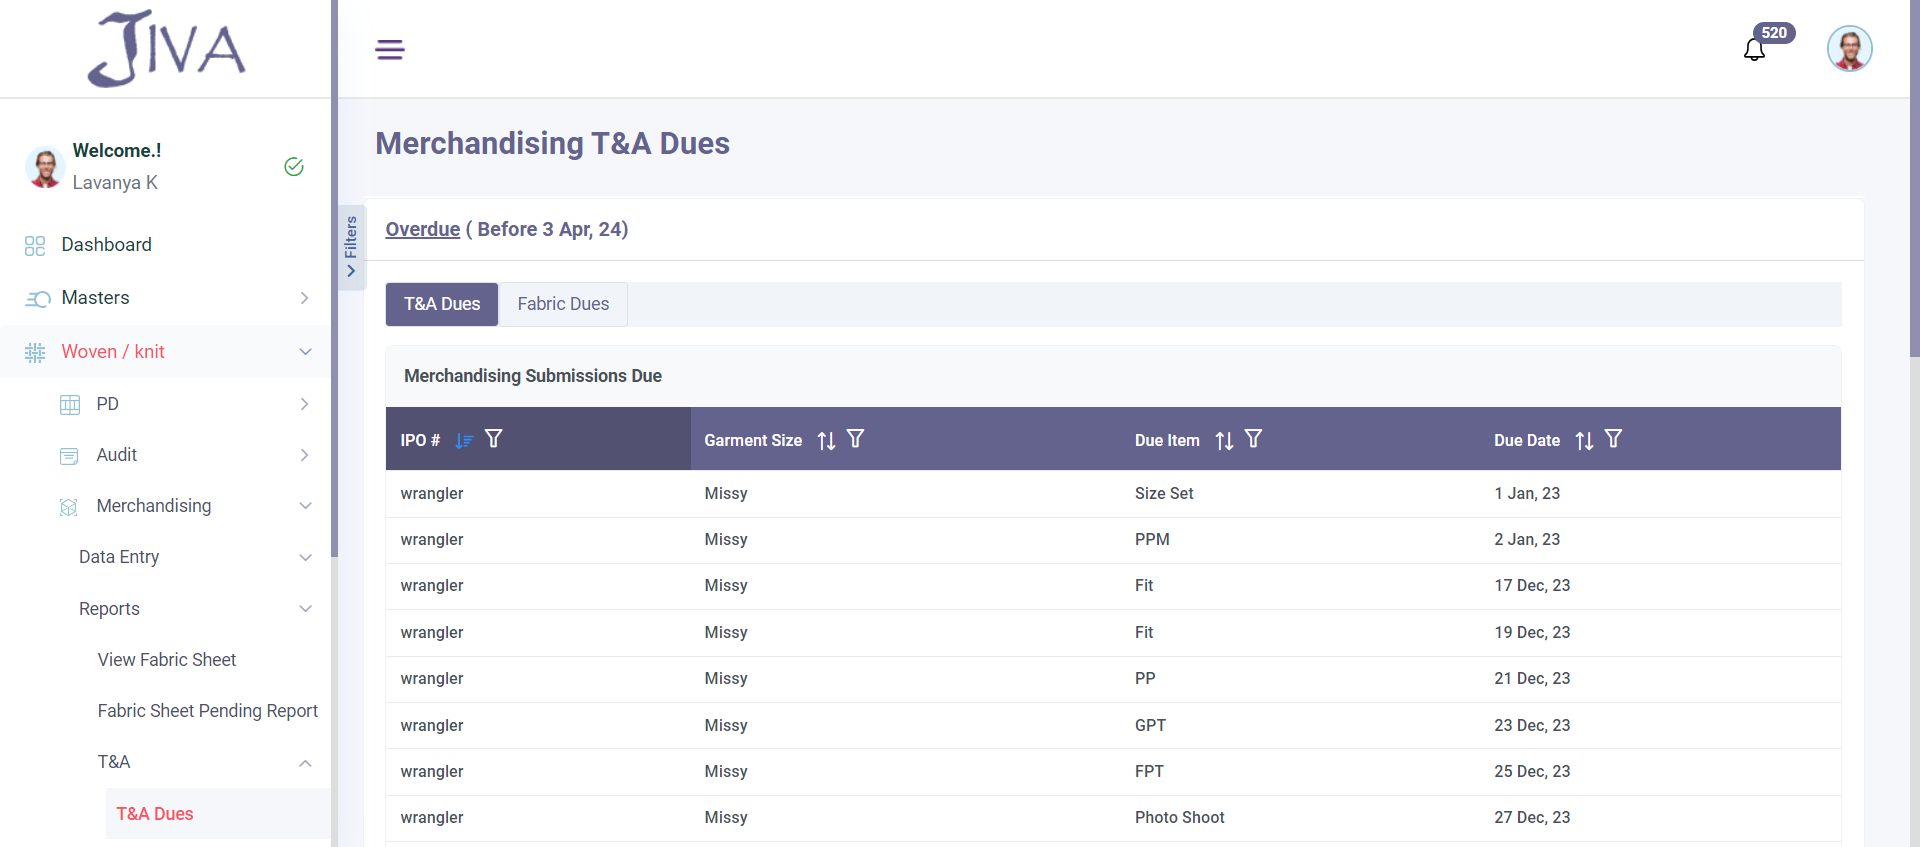 JIVA
520
Welcome.!
Lavanya K
Dashboard
Masters
Woven / knit
PD
Audit
Merchandising
Data Entry
Reports
View Fabric Sheet
Fabric Sheet Pending Report
T&A
T&A Dues
Filters
Merchandising T&A Dues
Overdue ( Before 3 Apr, 24)
T&A Dues Fabric Dues
Merchandising Submissions Due
IPO # Garment Size Due Item Due Date
wrangler Missy Size Set 1 Jan, 23
wrangler Missy PPM 2 Jan, 23
wrangler Missy Fit 17 Dec, 23
wrangler Missy Fit 19 Dec, 23
wrangler Missy PP 21 Dec, 23
wrangler Missy GPT 23 Dec, 23
wrangler Missy FPT 25 Dec, 23
wrangler Missy Photo Shoot 27 Dec, 23